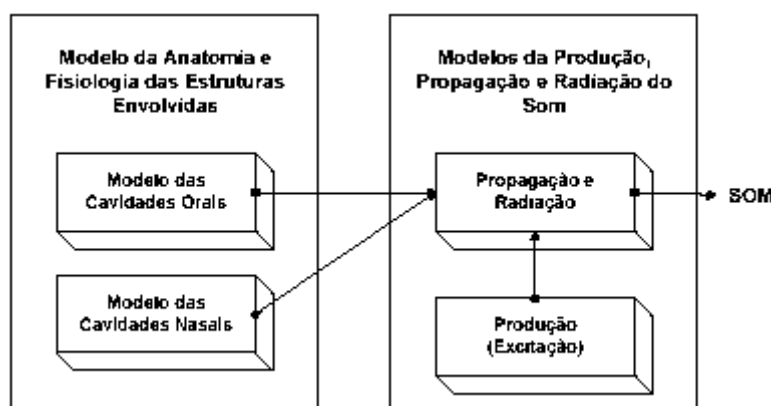 Modelo da Anatomia e
Fisiologia das Estruturas
Envolvidas
Modelo das
Cavidades Orais
Modelo das
Cavidades Nasais
Modelos da Produção,
Propagação e Radiação do
Som
Propagação e
Radiação
SOM
Produção
(Excitação)